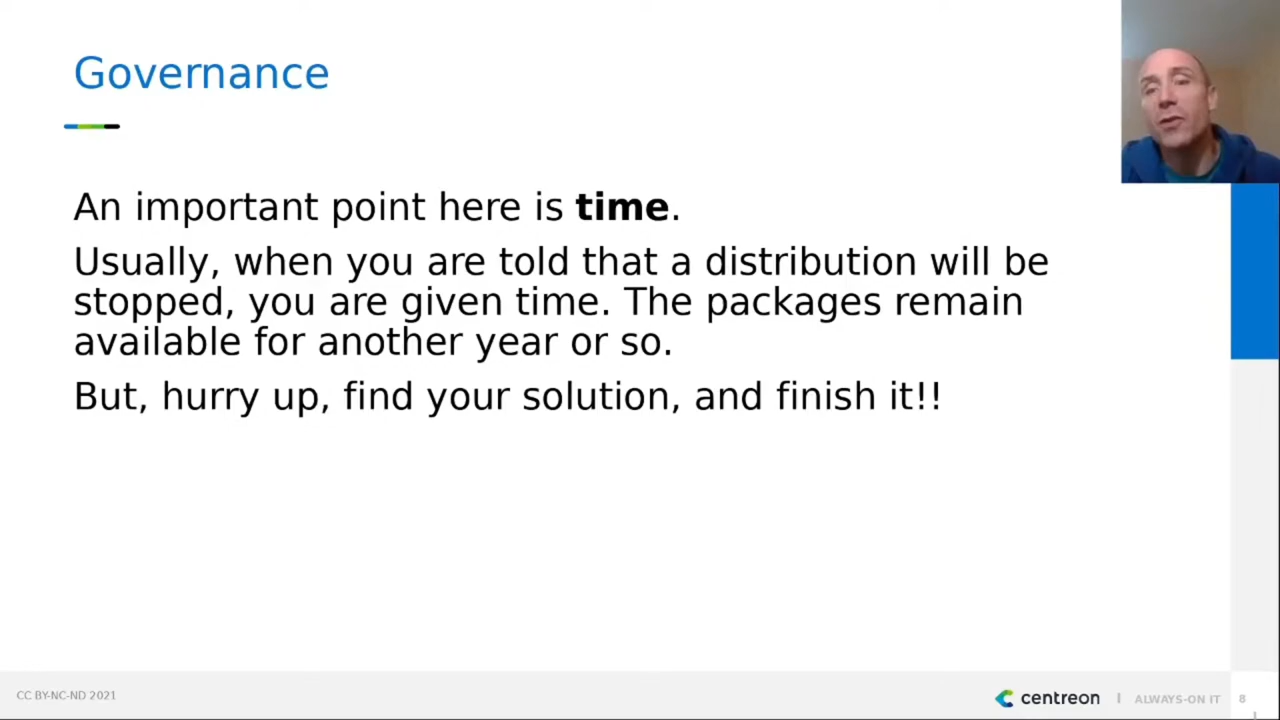 Governance
An important point here is time.
Usually, when you are told that a distribution will be
stopped, you are given time. The packages remain
available for another year or so.
But, hurry up, find your solution, and finish it!!
CC BY-NC-ND 2021
centreon
ALWAYS-ON IT
8